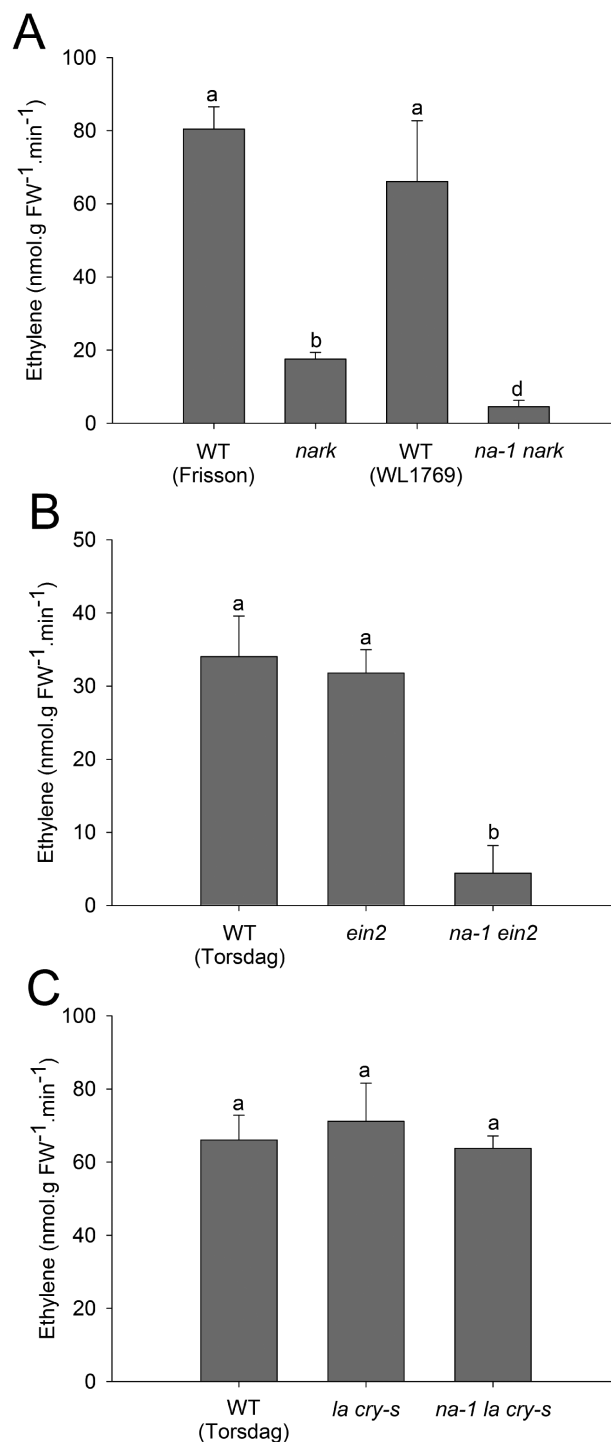 A
Ethylene (nmol.g FW⁻¹.min⁻¹)
100
80
60
40
20
0
a
b
a
d
WT
(Frisson)
nark
WT
(WL1769)
na-1 nark
B
Ethylene (nmol.g FW⁻¹.min⁻¹)
50
40
30
20
10
0
a
a
b
WT
(Torsdag)
ein2
na-1 ein2
C
Ethylene (nmol.g FW⁻¹.min⁻¹)
100
80
60
40
20
0
a
a
a
WT
(Torsdag)
la cry-s
na-1 la cry-s